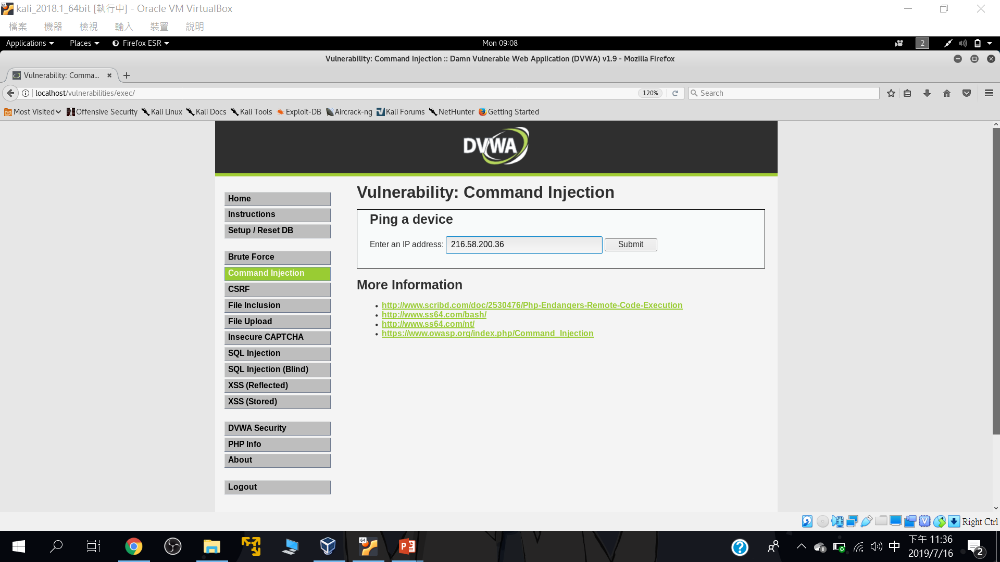 kali_2018.1_64bit [執行中] - Oracle VM VirtualBox
檔案 機器 檢視 輸入 裝置 說明
Applications Places Firefox ESR Mon 09:08 2
Vulnerability: Command Injection :: Damn Vulnerable Web Application (DVWA) v1.9 - Mozilla Firefox
Vulnerability: Comma...
localhost/vulnerabilities/exec/ 120% Search
Most Visited Offensive Security Kali Linux Kali Docs Kali Tools Exploit-DB Aircrack-ng Kali Forums NetHunter Getting Started
DVWA
Vulnerability: Command Injection
Ping a device
Enter an IP address: 216.58.200.36 Submit
More Information
http://www.scribd.com/doc/2530476/Php-Endangers-Remote-Code-Execution
http://www.ss64.com/bash/
http://www.ss64.com/nt/
https://www.owasp.org/index.php/Command_Injection
Home
Instructions
Setup / Reset DB
Brute Force
Command Injection
CSRF
File Inclusion
File Upload
Insecure CAPTCHA
SQL Injection
SQL Injection (Blind)
XSS (Reflected)
XSS (Stored)
DVWA Security
PHP Info
About
Logout
Right Ctrl
64
中
下午 11:36
2019/7/16
2